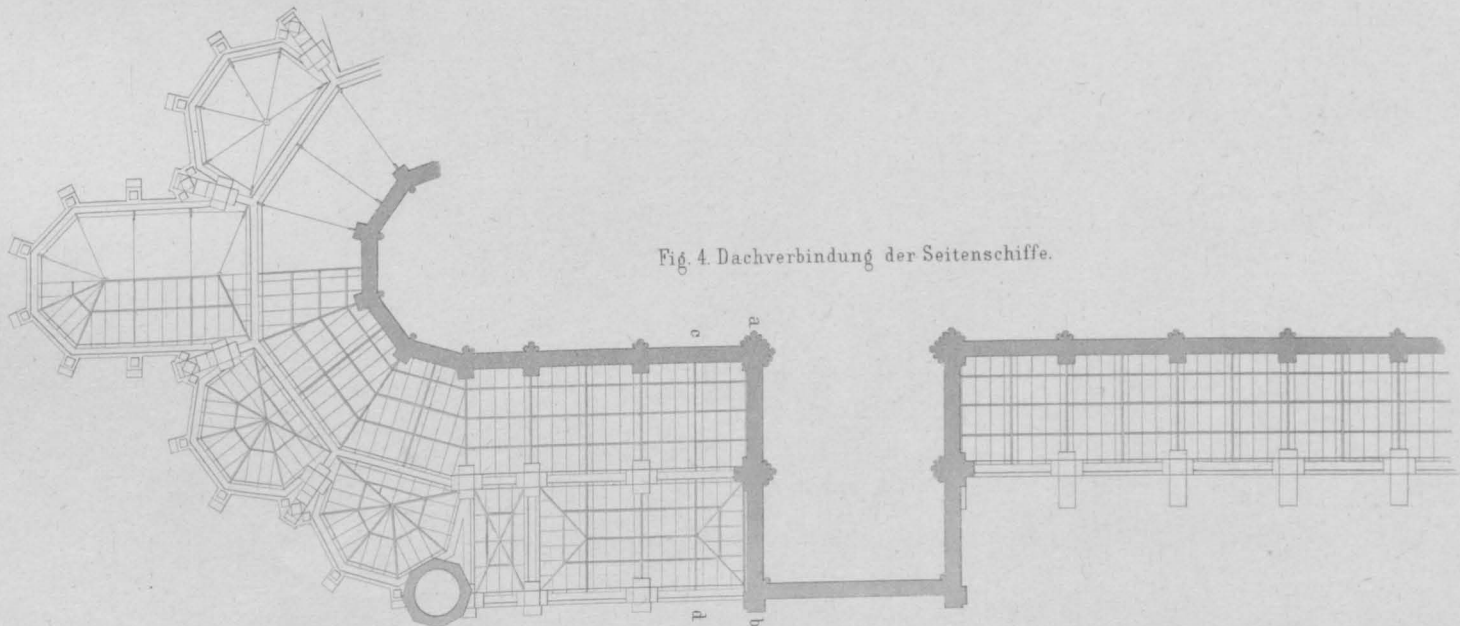 Fig. 4. Dachverbindung der Seitenschiffe.
c
a
d
b